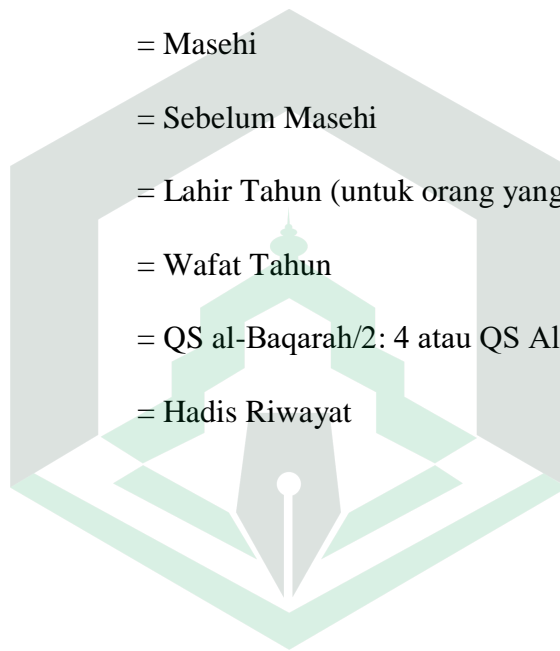 = Masehi
= Sebelum Masehi
= Lahir Tahun (untuk orang yang
= Wafat Tahun
= QS al-Baqarah/2: 4 atau QS Al
= Hadis Riwayat